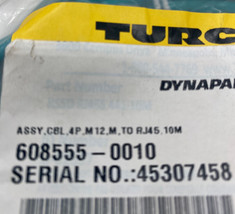 TURC
DYNAPA
ASSY,CBL,4P,M12,M,TO RJ45,10M
608555-0010
SERIAL NO.:45307458